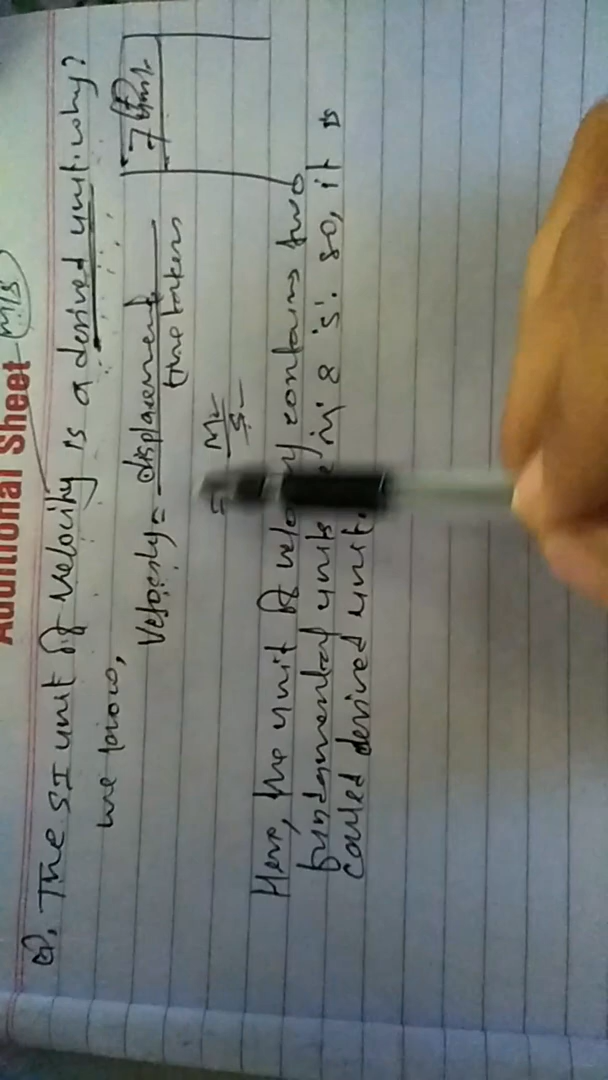 Additional Sheet m/s
Q. The SI unit of velocity is a derived unit. why?
we know,
Velocity = displacement / time taken
= m / s
Here, the unit of velocity contains two
fundamental units m & s. so, it is
called derived unit.